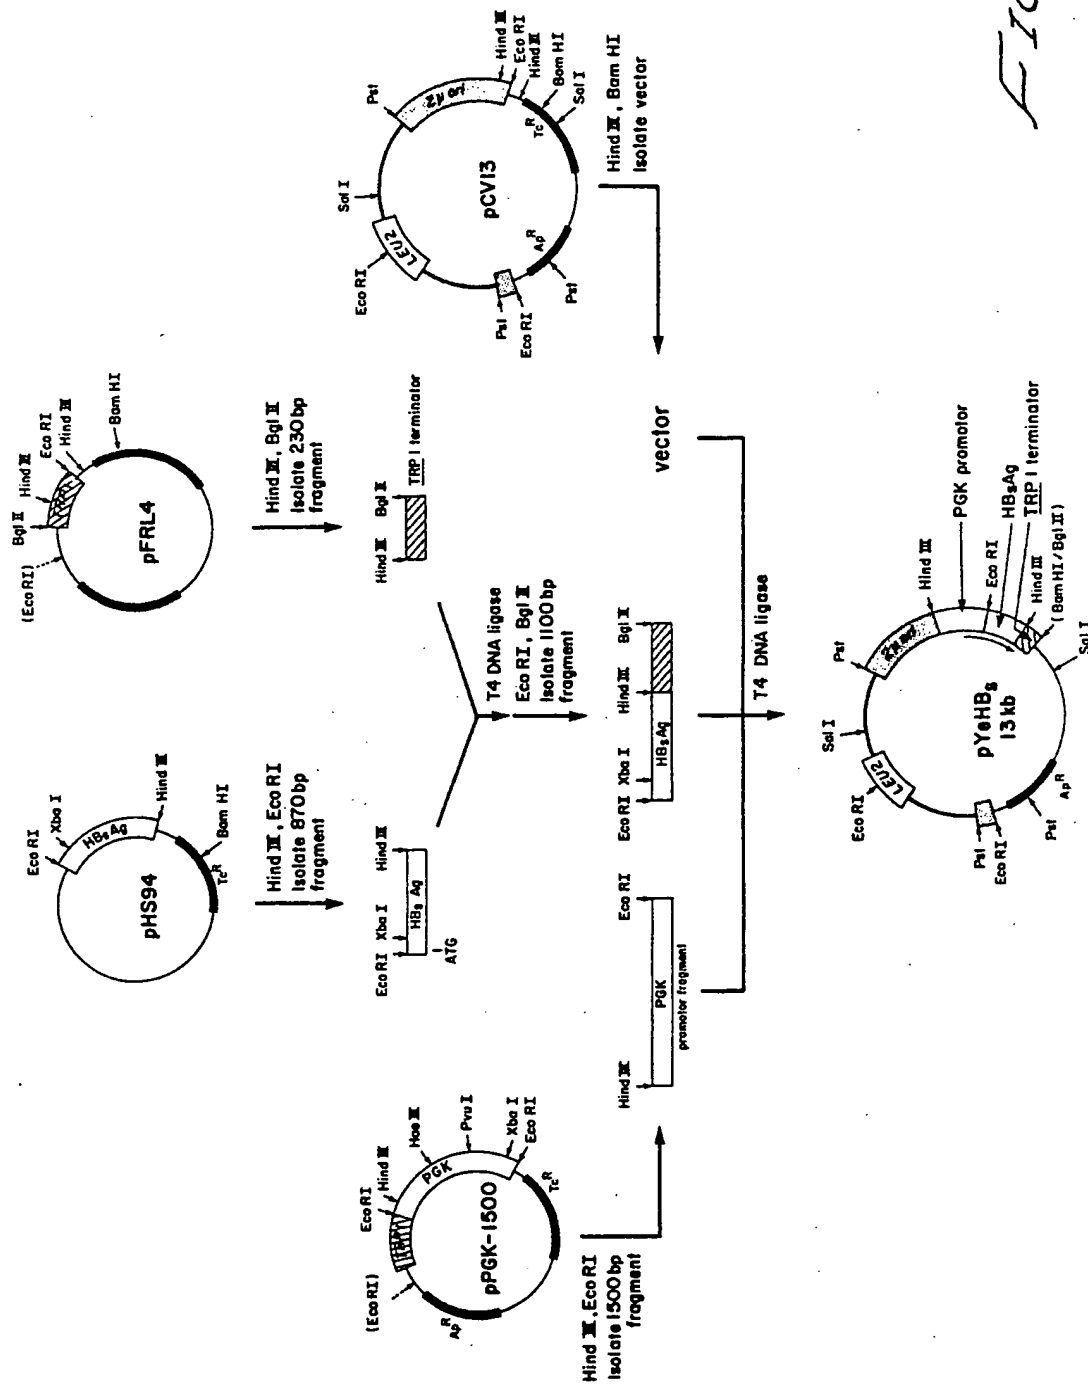 FIG
Eco RI
Xba I
HBsAg
Hind III
Bam HI
Tc R
pHS94
Hind III, Eco RI
Isolate 870bp
fragment
Eco RI
Xba I
Hind III
HBs Ag
ATG
Bgl II
Hind III
Eco RI
Hind III
Bam HI
(Eco RI)
pFRL4
Hind III, Bgl II
Isolate 230bp
fragment
Hind III
Bgl II
TRP I terminator
Pst
Hind III
Eco RI
Hind III
Bam HI
Sal I
Tc R
Sal I
LEU2
Eco RI
Pst
Eco RI
Pst
Ap R
pCV13
Hind III, Bam HI
Isolate vector
T4 DNA ligase
Eco RI, Bgl II
Isolate 1100bp
fragment
(Eco RI)
Eco RI
Hind III
Hae III
PGK
Pvu I
Xba I
Eco RI
Tc R
Ap R
pPGK-1500
Hind III, Eco RI
Isolate 1500bp
fragment
Hind III
Eco RI
PGK
promotor fragment
Eco RI
Xba I
Hind III
Bgl II
HBsAg
vector
T4 DNA ligase
Pst
Hind III
PGK promotor
Eco RI
HBsAg
TRP I terminator
Hind III
(Bam HI/Bgl II)
Sal I
Sal I
LEU2
Eco RI
Pst
Eco RI
Pst
Ap R
pYeHBs
13kb